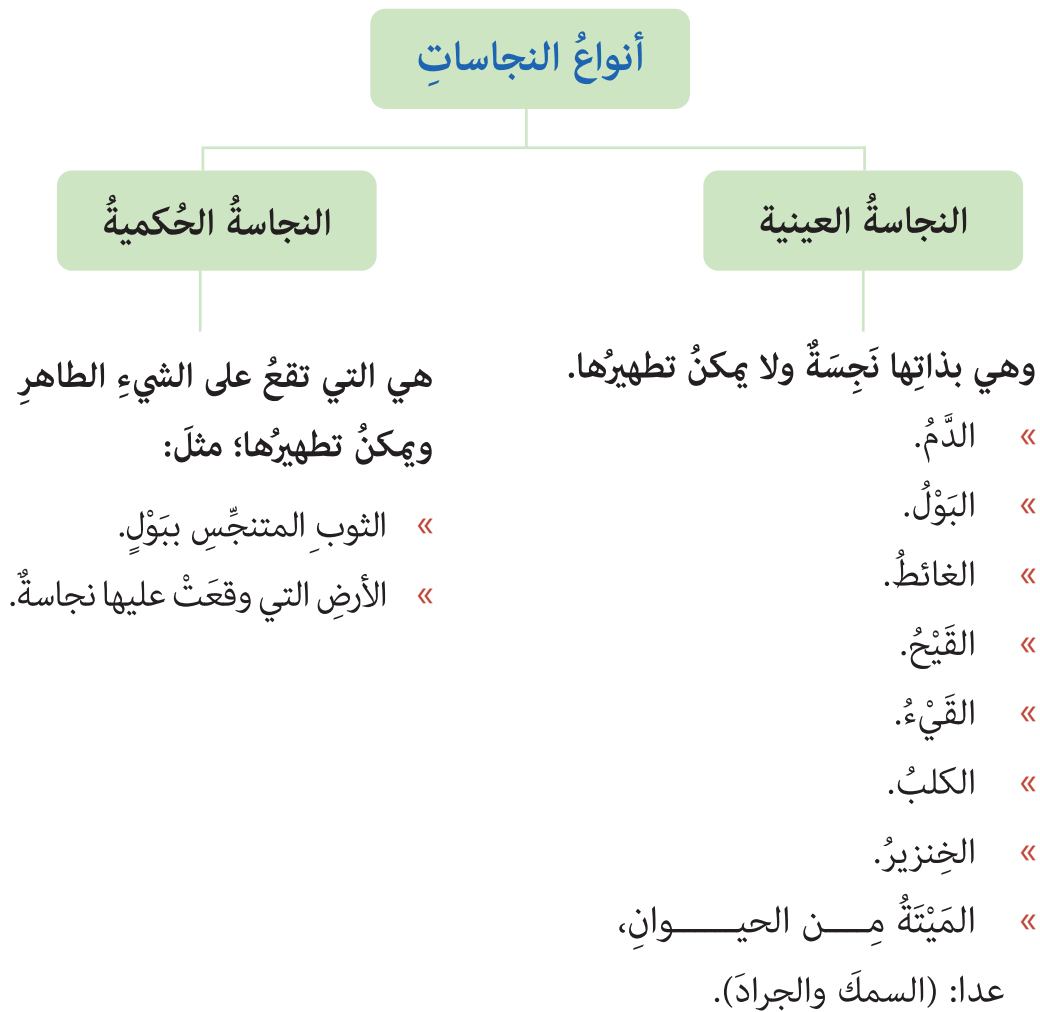 أنواعُ النجاساتِ
النجاسةُ العينية
وهي بذاتِها نَجِسَةٌ ولا يمكنُ تطهيرُها.
» الدَّمُ.
» البَوْلُ.
» الغائطُ.
» القَيْحُ.
» القَيْءُ.
» الكلبُ.
» الخِنزيرُ.
» المَيْتَةُ مِـــن الحيـــــوانِ،
عدا: (السمكَ والجرادَ).
النجاسةُ الحُكميةُ
هي التي تقعُ على الشيءِ الطاهرِ
ويمكنُ تطهيرُها؛ مثلَ:
» الثوبِ المتنجِّسِ ببَوْلٍ.
» الأرضِ التي وقعَتْ عليها نجاسةٌ.